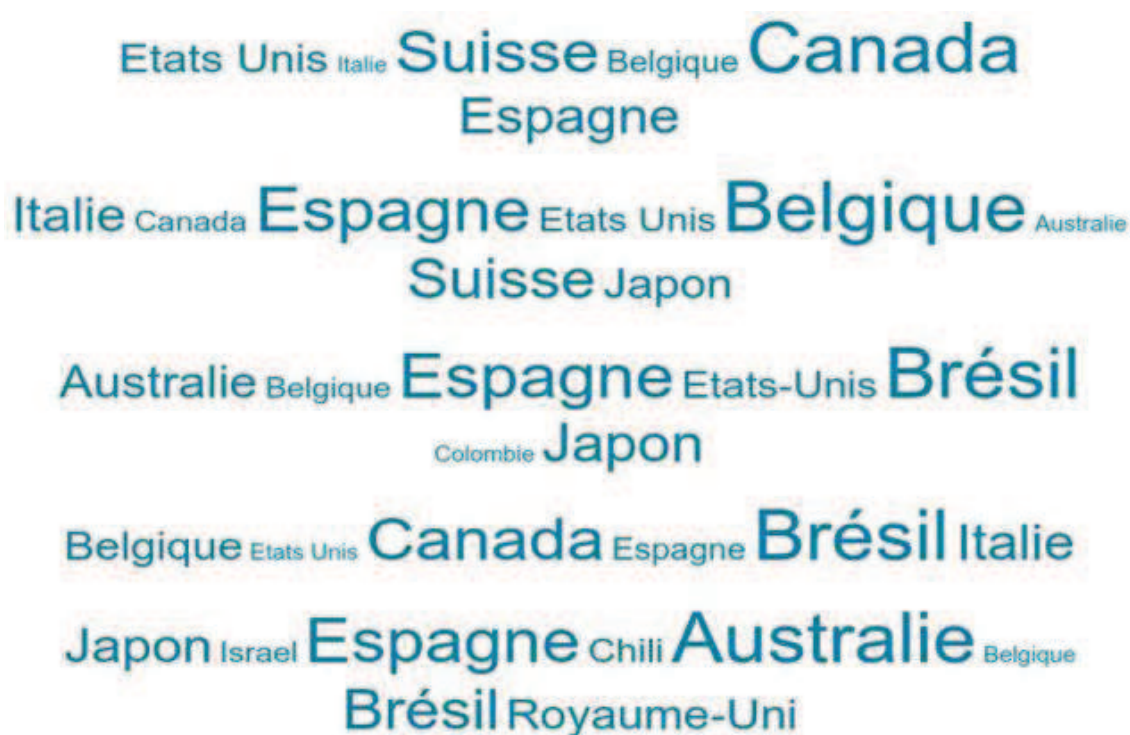 Etats Unis Italie Suisse Belgique Canada
Espagne
Italie Canada Espagne Etats Unis Belgique Australie
Suisse Japon
Australie Belgique Espagne Etats-Unis Brésil
Colombie Japon
Belgique Etats Unis Canada Espagne Brésil Italie
Japon Israel Espagne Chili Australie Belgique
Brésil Royaume-Uni